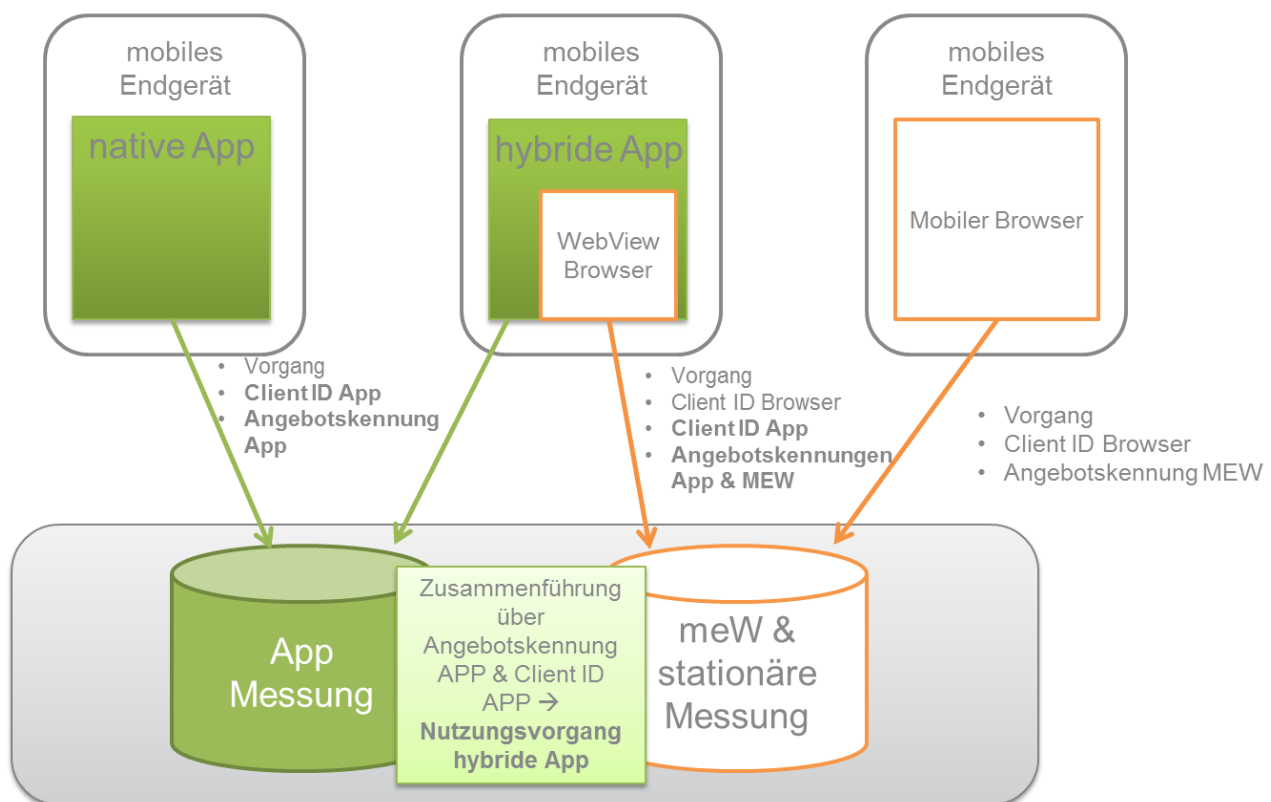 mobiles
Endgerät
native App
mobiles
Endgerät
hybride App
WebView
Browser
mobiles
Endgerät
Mobiler Browser
• Vorgang
• Client ID App
• Angebotskennung
App
• Vorgang
• Client ID Browser
• Client ID App
• Angebotskennungen
App & MEW
• Vorgang
• Client ID Browser
• Angebotskennung MEW
App
Messung
Zusammenführung
über
Angebotskennung
APP & Client ID
APP →
Nutzungsvorgang
hybride App
meW &
stationäre
Messung